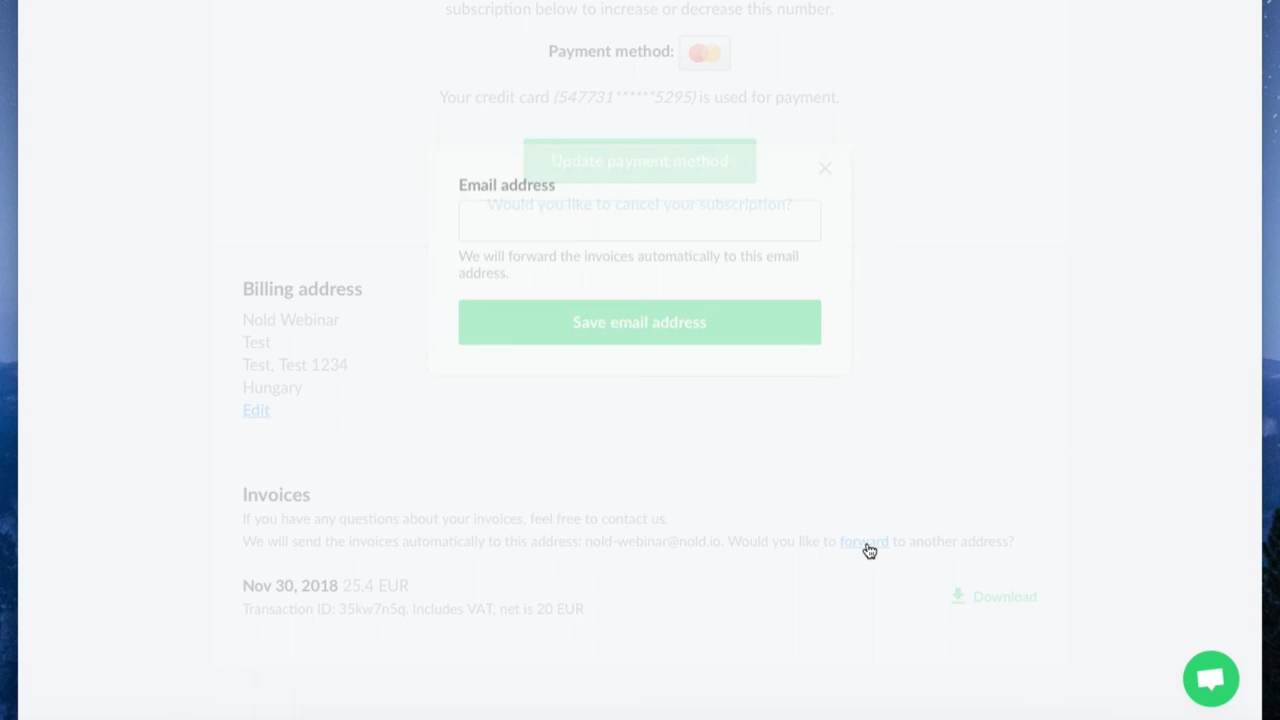 subscription below to increase or decrease this number.
Payment method:
Your credit card (547731******5295) is used for payment.
Update payment method
Email address
Would you like to cancel your subscription?
We will forward the invoices automatically to this email
address.
Save email address
Billing address
Nold Webinar
Test
Test, Test 1234
Hungary
Edit
Invoices
If you have any questions about your invoices, feel free to contact us.
We will send the invoices automatically to this address: nold-webinar@nold.io. Would you like to forward to another address?
Nov 30, 2018 25.4 EUR
Transaction ID: 35kw7n5q. Includes VAT, net is 20 EUR
Download